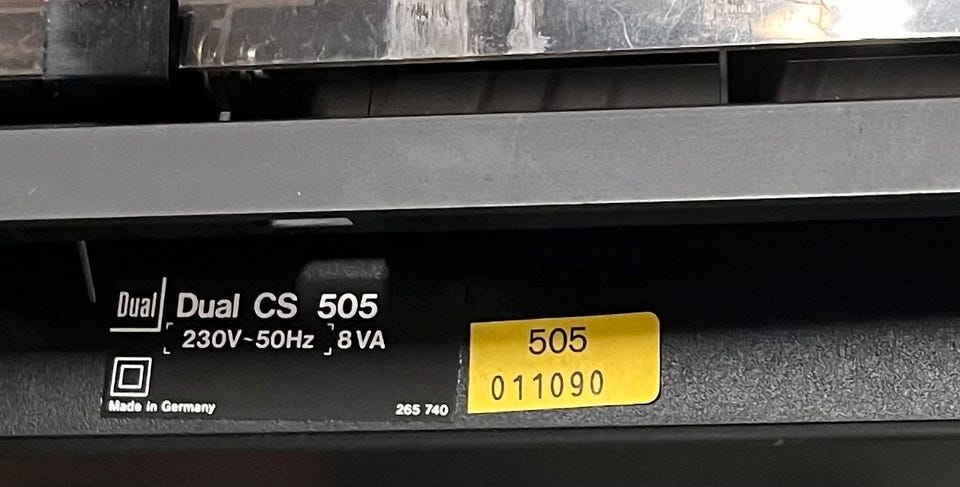 Dual Dual CS 505
[230V~50Hz] 8 VA
Made in Germany 265 740
505
011090